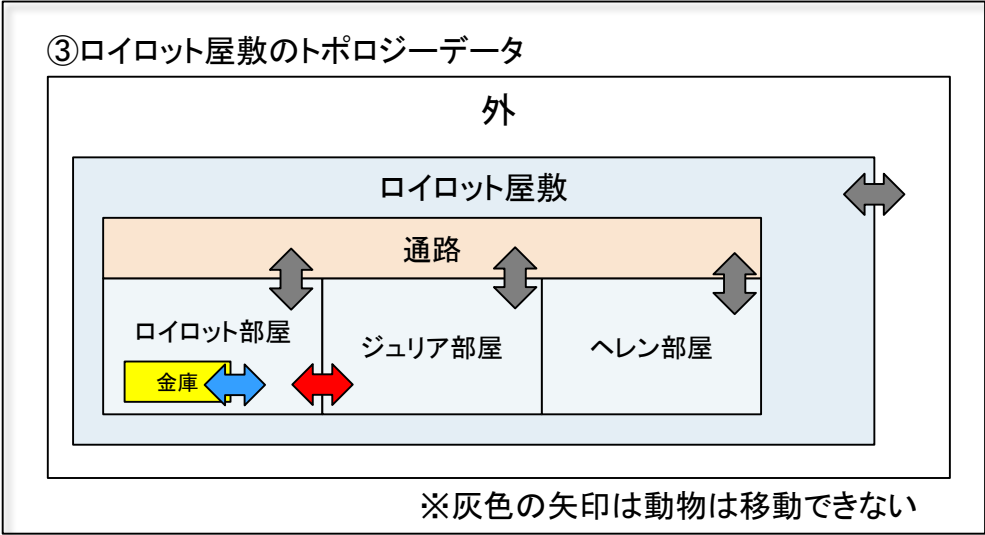 ③ロイロット屋敷のトポロジーデータ
外
ロイロット屋敷
通路
ロイロット部屋
ジュリア部屋
ヘレン部屋
金庫
※灰色の矢印は動物は移動できない